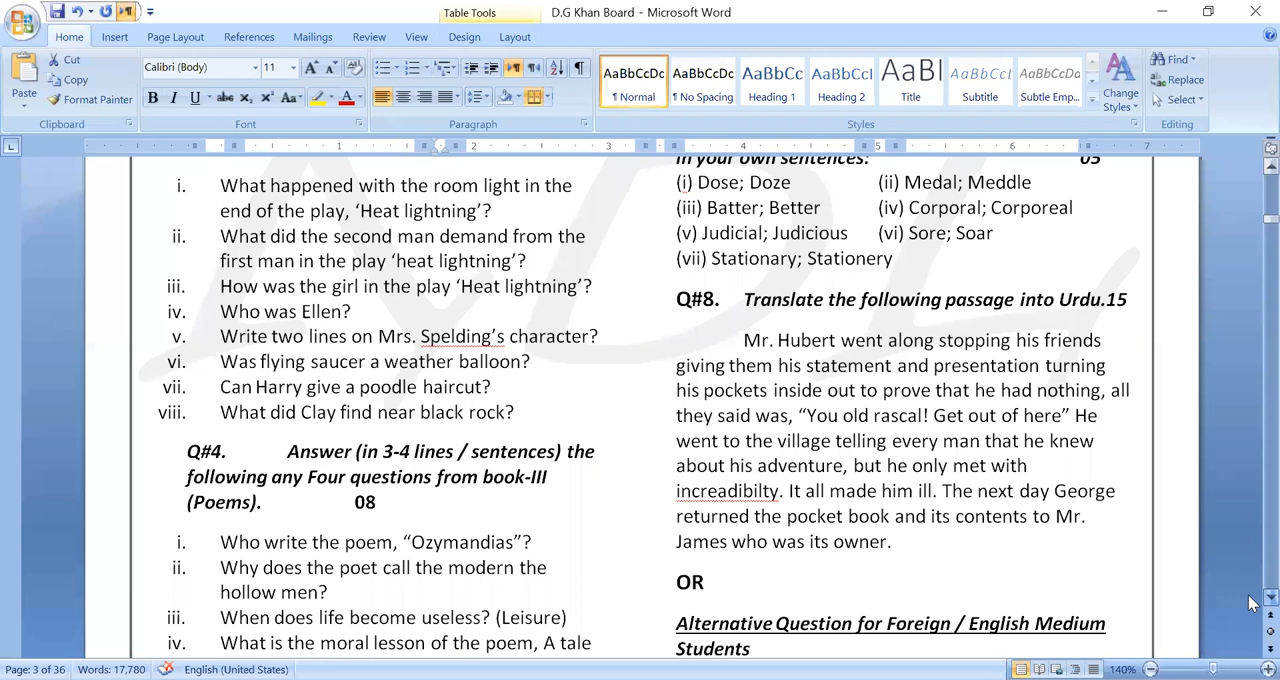 Table Tools
D.G Khan Board - Microsoft Word
Home Insert Page Layout References Mailings Review View Design Layout
Paste
Cut
Copy
Format Painter
Clipboard
Calibri (Body) 11
Font
Paragraph
AaBbCcDc AaBbCcDc AaBbCc AaBbCcI AaBl AaBbCcI AaBbCcDa
¶ Normal ¶ No Spacing Heading 1 Heading 2 Title Subtitle Subtle Emp...
Change Styles
Styles
Find
Replace
Select
Editing
1 2 3 4 5 6 7
i. What happened with the room light in the
end of the play, ‘Heat lightning’?
ii. What did the second man demand from the
first man in the play ‘heat lightning’?
iii. How was the girl in the play ‘Heat lightning’?
iv. Who was Ellen?
v. Write two lines on Mrs. Spelding’s character?
vi. Was flying saucer a weather balloon?
vii. Can Harry give a poodle haircut?
viii. What did Clay find near black rock?
Q#4. Answer (in 3-4 lines / sentences) the
following any Four questions from book-III
(Poems). 08
i. Who write the poem, “Ozymandias”?
ii. Why does the poet call the modern the
hollow men?
iii. When does life become useless? (Leisure)
iv. What is the moral lesson of the poem, A tale
in your own sentences: 05
(i) Dose; Doze (ii) Medal; Meddle
(iii) Batter; Better (iv) Corporal; Corporeal
(v) Judicial; Judicious (vi) Sore; Soar
(vii) Stationary; Stationery
Q#8. Translate the following passage into Urdu.15
Mr. Hubert went along stopping his friends
giving them his statement and presentation turning
his pockets inside out to prove that he had nothing, all
they said was, “You old rascal! Get out of here” He
went to the village telling every man that he knew
about his adventure, but he only met with
increadibilty. It all made him ill. The next day George
returned the pocket book and its contents to Mr.
James who was its owner.
OR
Alternative Question for Foreign / English Medium
Students
Page: 3 of 36 Words: 17,780 English (United States) 140%